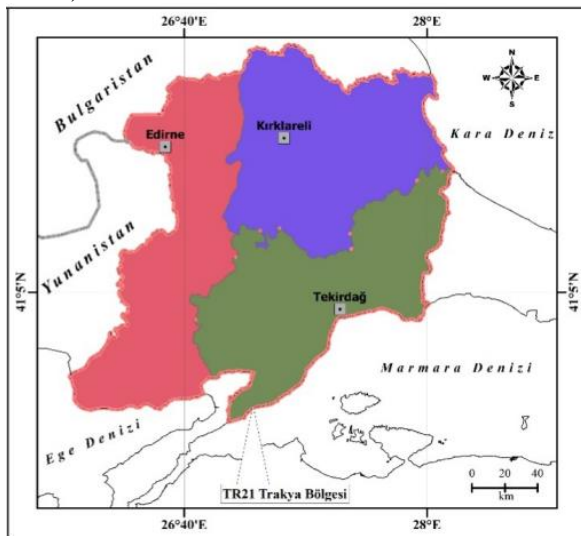 26°40'E
28°E
N
W
E
S
Bulgaristan
Edirne
Kırklareli
Kara Deniz
Yunanistan
41°5'N
41°5'N
Tekirdağ
Marmara Denizi
Ege Denizi
TR21 Trakya Bölgesi
0 20 40
km
26°40'E
28°E